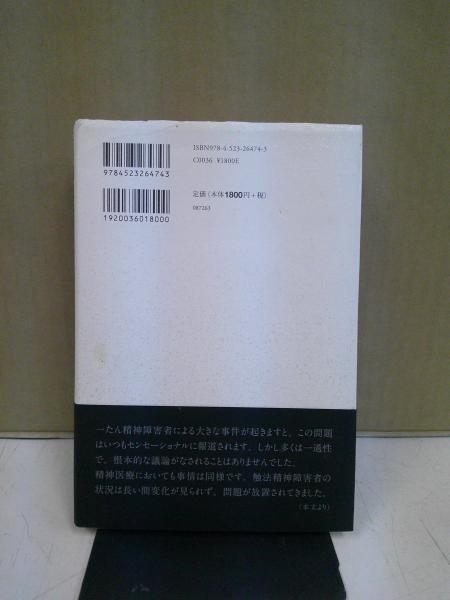 9784523264743
1920036018000
ISBN978-4-523-26474-3
C0036 ¥1800E
定価(本体1800円+税)
087263
一たん精神障害者による大きな事件が起きますと、この問題
はいつもセンセーショナルに報道されます。しかし多くは一過性
で、根本的な議論がなされることはありませんでした。
精神医療においても事情は同様です。触法精神障害者の
状況は長い間変化が見られず、問題が放置されてきました。
(本文より)